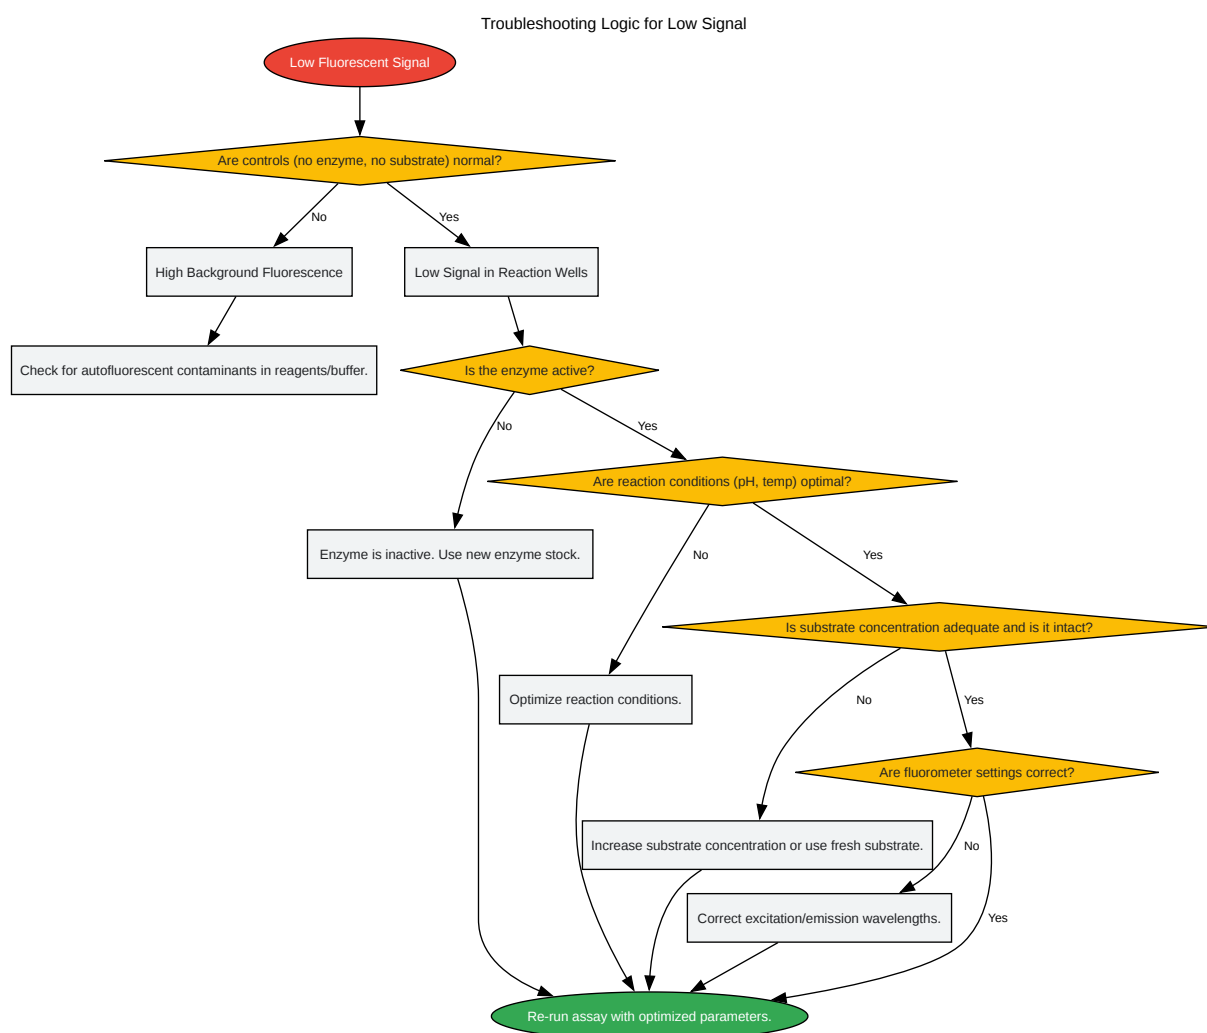 Troubleshooting Logic for Low Signal
Low Fluorescent Signal
Are controls (no enzyme, no substrate) normal?
No
Yes
High Background Fluorescence
Low Signal in Reaction Wells
Check for autofluorescent contaminants in reagents/buffer.
Is the enzyme active?
No
Yes
Are reaction conditions (pH, temp) optimal?
Enzyme is inactive. Use new enzyme stock.
No
Yes
Is substrate concentration adequate and is it intact?
Optimize reaction conditions.
No
Yes
Are fluorometer settings correct?
Increase substrate concentration or use fresh substrate.
No
Correct excitation/emission wavelengths.
Yes
Re-run assay with optimized parameters.